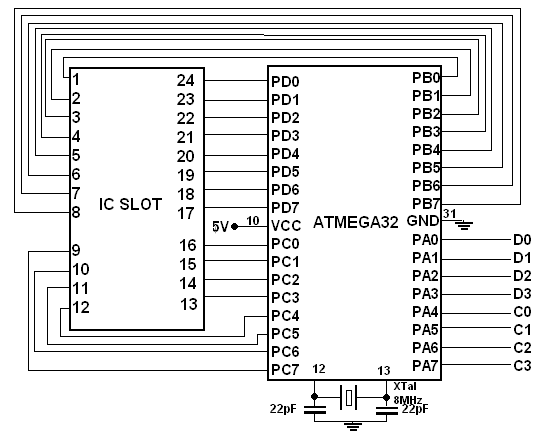 1 24 PD0 PB0
2 23 PD1 PB1
3 22 PD2 PB2
4 21 PD3 PB3
5 20 PD4 PB4
6 19 PD5 PB5
7 18 PD6 PB6
8 17 PD7 PB7
IC SLOT
ATMEGA32
5V 10 VCC GND 31
9 16 PC0 PA0 D0
10 15 PC1 PA1 D1
11 14 PC2 PA2 D2
12 13 PC3 PA3 D3
PC4 PA4 C0
PC5 PA5 C1
PC6 PA6 C2
PC7 PA7 C3
12 13
XTal
8MHz
22pF 22pF